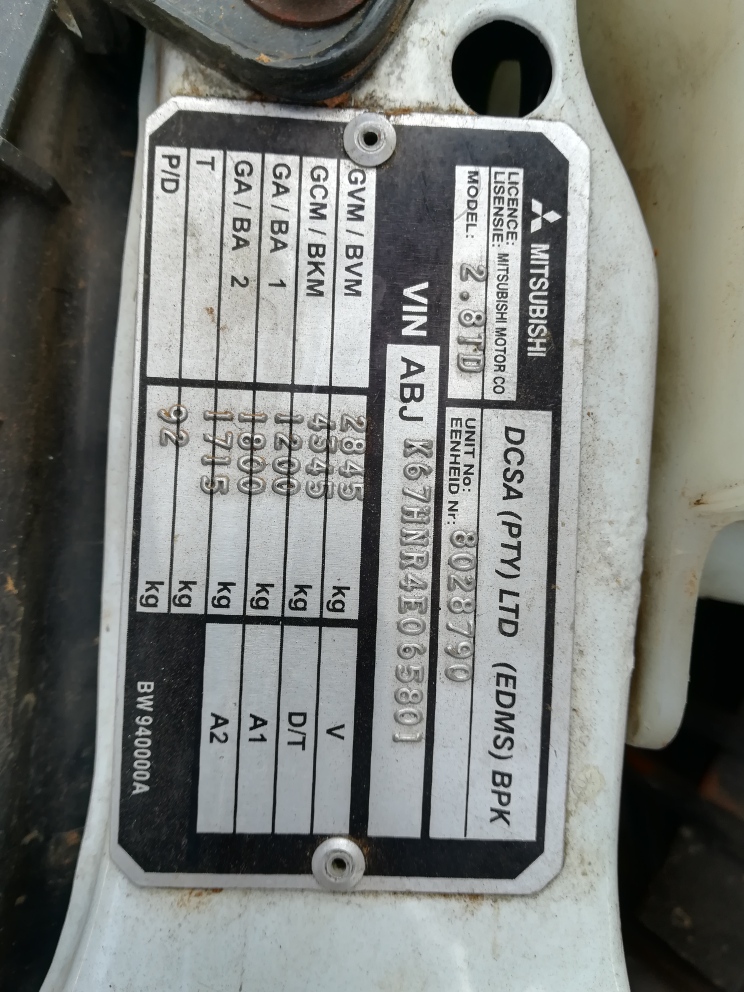 MITSUBISHI
DCSA (PTY) LTD (EDMS) BPK
LICENCE:
LISENSIE: MITSUBISHI MOTOR CO
UNIT No:
EENHEID Nr: 8028790
MODEL: 2.8TD
VIN ABJ K67HNR4E065801
GVM / BVM 2845 kg V
GCM / BKM 4345 kg D/T
GA / BA 1 1200 kg A1
GA / BA 2 1800 kg A2
T 1715 kg
P/D 92 kg
BW 940000A